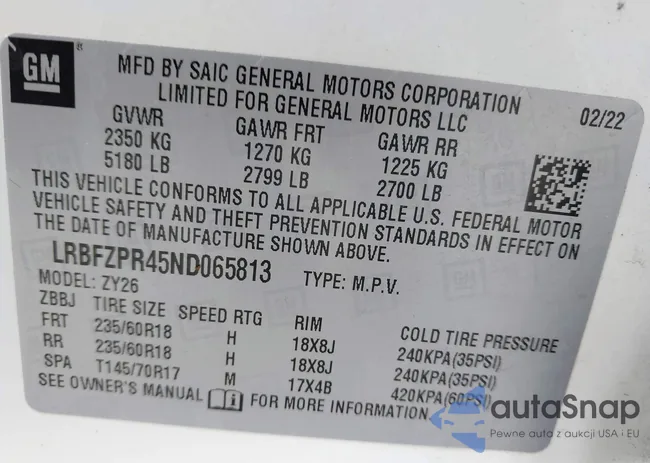 GM
MFD BY SAIC GENERAL MOTORS CORPORATION
LIMITED FOR GENERAL MOTORS LLC
02/22
GVWR GAWR FRT GAWR RR
2350 KG 1270 KG 1225 KG
5180 LB 2799 LB 2700 LB
THIS VEHICLE CONFORMS TO ALL APPLICABLE U.S. FEDERAL MOTOR
VEHICLE SAFETY AND THEFT PREVENTION STANDARDS IN EFFECT ON
THE DATE OF MANUFACTURE SHOWN ABOVE.
LRBFZPR45ND065813 TYPE: M.P.V.
MODEL: ZY26
ZBBJ TIRE SIZE SPEED RTG RIM COLD TIRE PRESSURE
FRT 235/60R18 H 18X8J 240KPA(35PSI)
RR 235/60R18 H 18X8J 240KPA(35PSI)
SPA T145/70R17 M 17X4B 420KPA(60PSI)
SEE OWNER'S MANUAL FOR MORE INFORMATION
autaSnap
Pewne auta z aukcji USA i EU